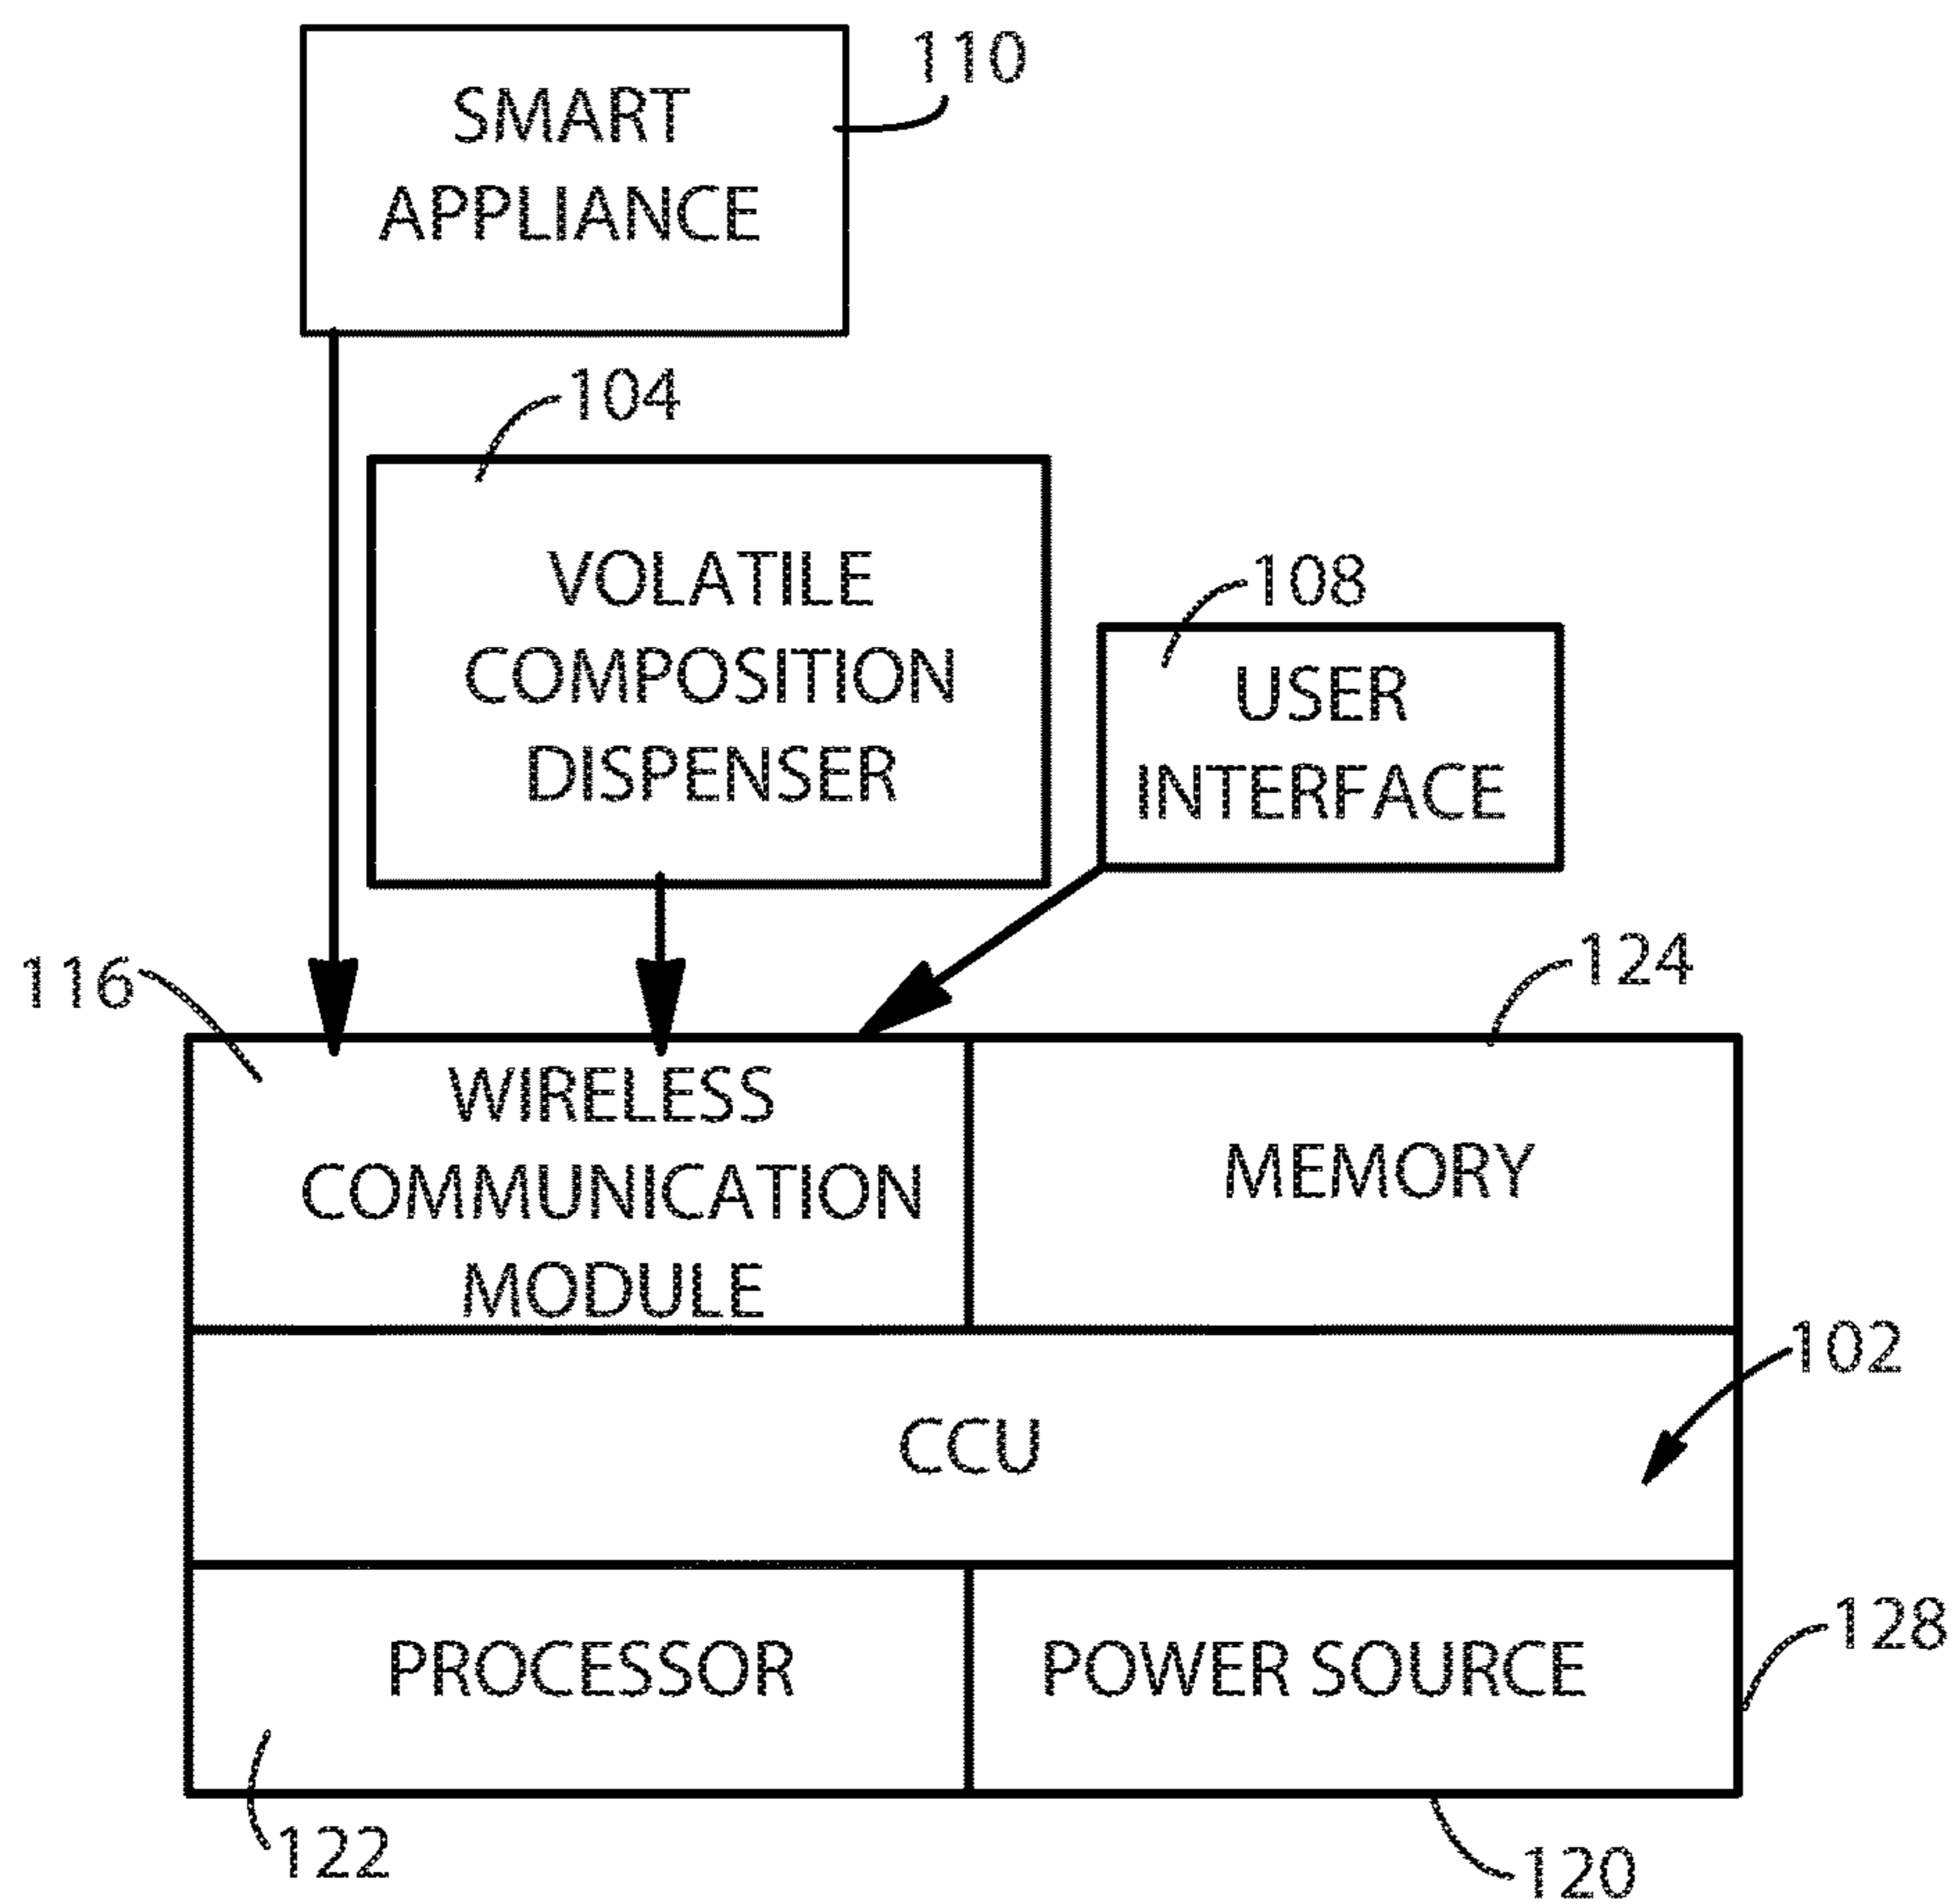 110
SMART
APPLIANCE
104
VOLATILE
COMPOSITION
DISPENSER
108
USER
INTERFACE
116
124
WIRELESS
COMMUNICATION
MODULE
MEMORY
102
CCU
128
PROCESSOR
POWER SOURCE
122
120